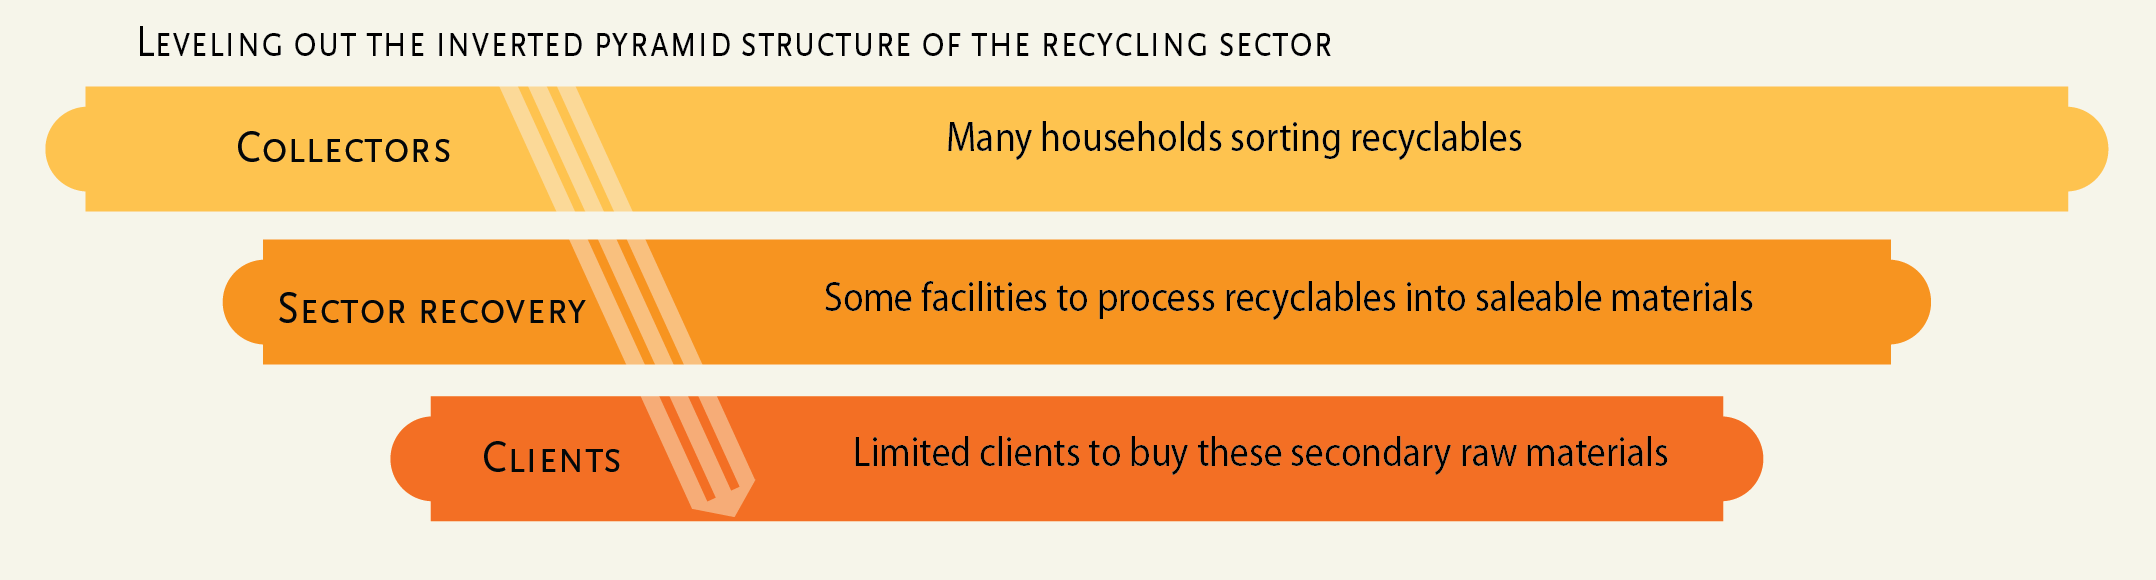 Leveling out the inverted pyramid structure of the recycling sector
Collectors
Many households sorting recyclables
Sector recovery
Some facilities to process recyclables into saleable materials
Clients
Limited clients to buy these secondary raw materials